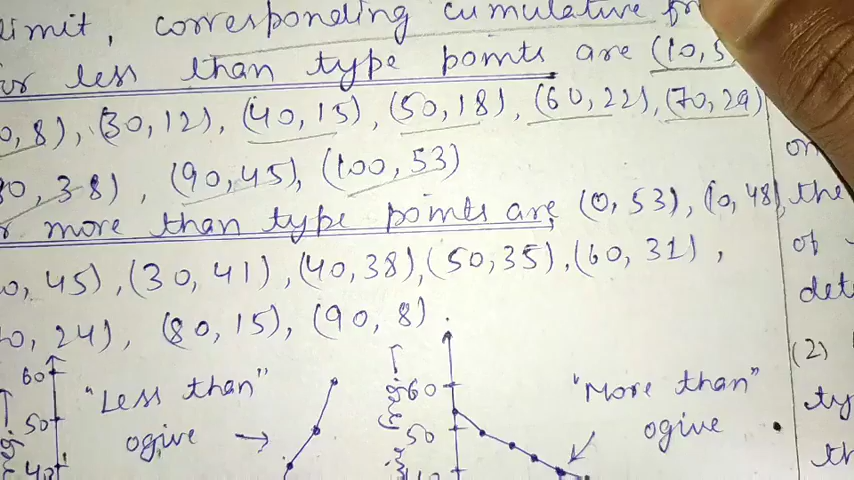 limit, corresponding cumulative
less than type points are (10, 5
0, 8), (30, 12), (40, 15), (50, 18), (60, 22), (70, 29)
0, 38), (90, 45), (100, 53)
more than type points are (0, 53), (10, 48), the
0, 45), (30, 41), (40, 38), (50, 35), (60, 31),
0, 24), (80, 15), (90, 8).
of
(2)
60
"Less than"
ogive
50
40
60
50
"More than"
ogive